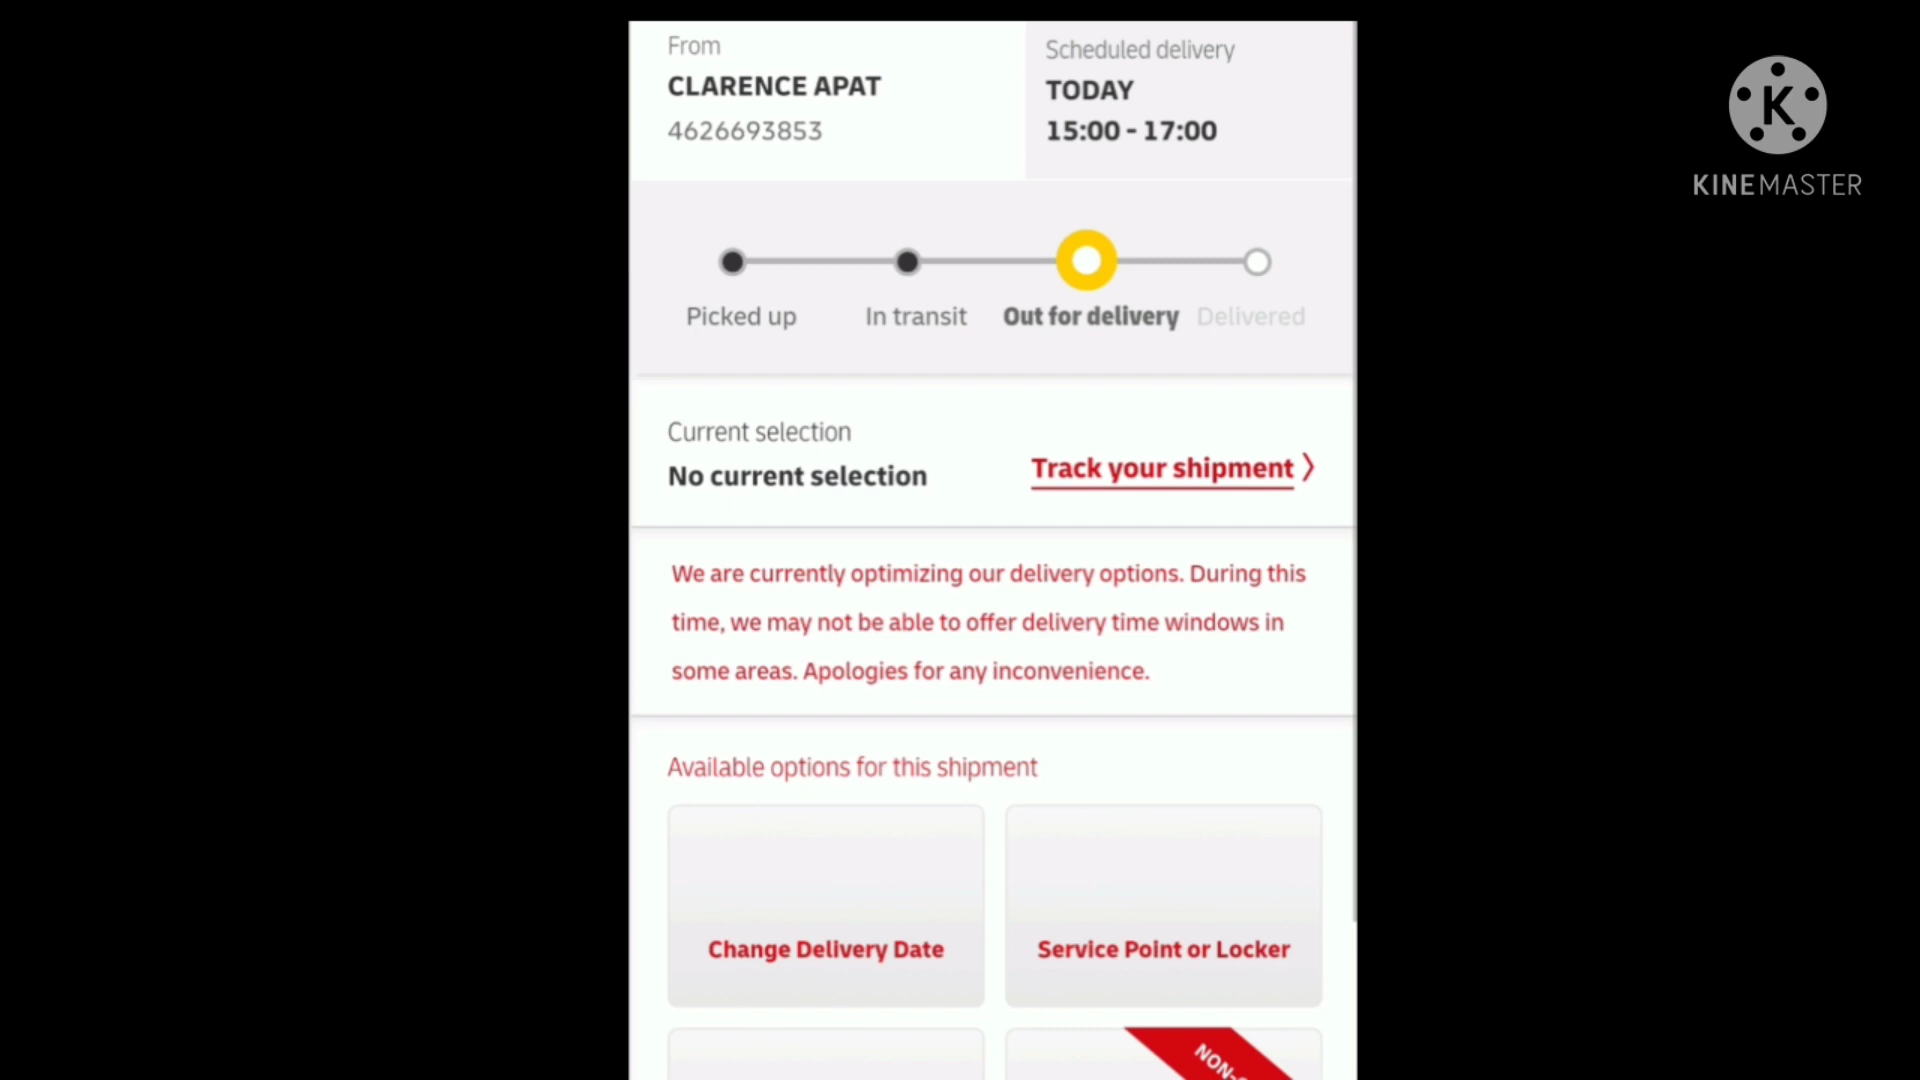 From
CLARENCE APAT
4626693853
Scheduled delivery
TODAY
15:00 - 17:00
K
KINEMASTER
Picked up
In transit
Out for delivery
Delivered
Current selection
No current selection
Track your shipment
We are currently optimizing our delivery options. During this
time, we may not be able to offer delivery time windows in
some areas. Apologies for any inconvenience.
Available options for this shipment
Change Delivery Date
Service Point or Locker